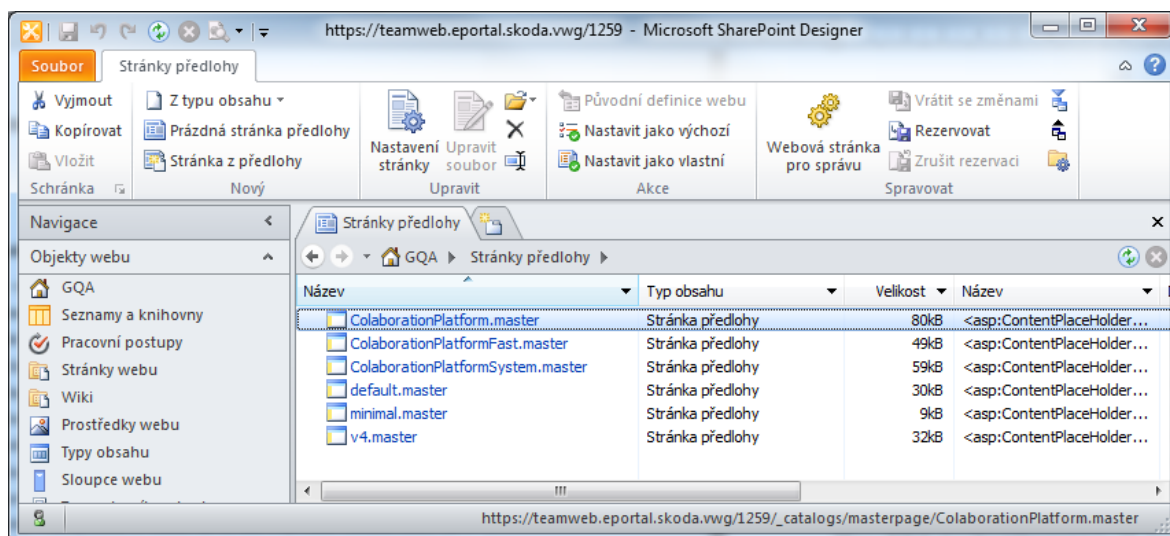 https://teamweb.eportal.skoda.vwg/1259 - Microsoft SharePoint Designer
Soubor Stránky předlohy
Vyjmout
Kopírovat
Vložit
Schránka
Z typu obsahu
Prázdná stránka předlohy
Stránka z předlohy
Nový
Nastavení stránky
Upravit soubor
Upravit
Původní definice webu
Nastavit jako výchozí
Nastavit jako vlastní
Akce
Webová stránka
pro správu
Vrátit se změnami
Rezervovat
Zrušit rezervaci
Spravovat
Navigace
Stránky předlohy
Objekty webu
GQA Stránky předlohy
GQA
Seznamy a knihovny
Pracovní postupy
Stránky webu
Wiki
Prostředky webu
Typy obsahu
Sloupce webu
Název Typ obsahu Velikost Název
ColaborationPlatform.master Stránka předlohy 80kB <asp:ContentPlaceHolder...
ColaborationPlatformFast.master Stránka předlohy 49kB <asp:ContentPlaceHolder...
ColaborationPlatformSystem.master Stránka předlohy 59kB <asp:ContentPlaceHolder...
default.master Stránka předlohy 30kB <asp:ContentPlaceHolder...
minimal.master Stránka předlohy 9kB <asp:ContentPlaceHolder...
v4.master Stránka předlohy 32kB <asp:ContentPlaceHolder...
https://teamweb.eportal.skoda.vwg/1259/_catalogs/masterpage/ColaborationPlatform.master